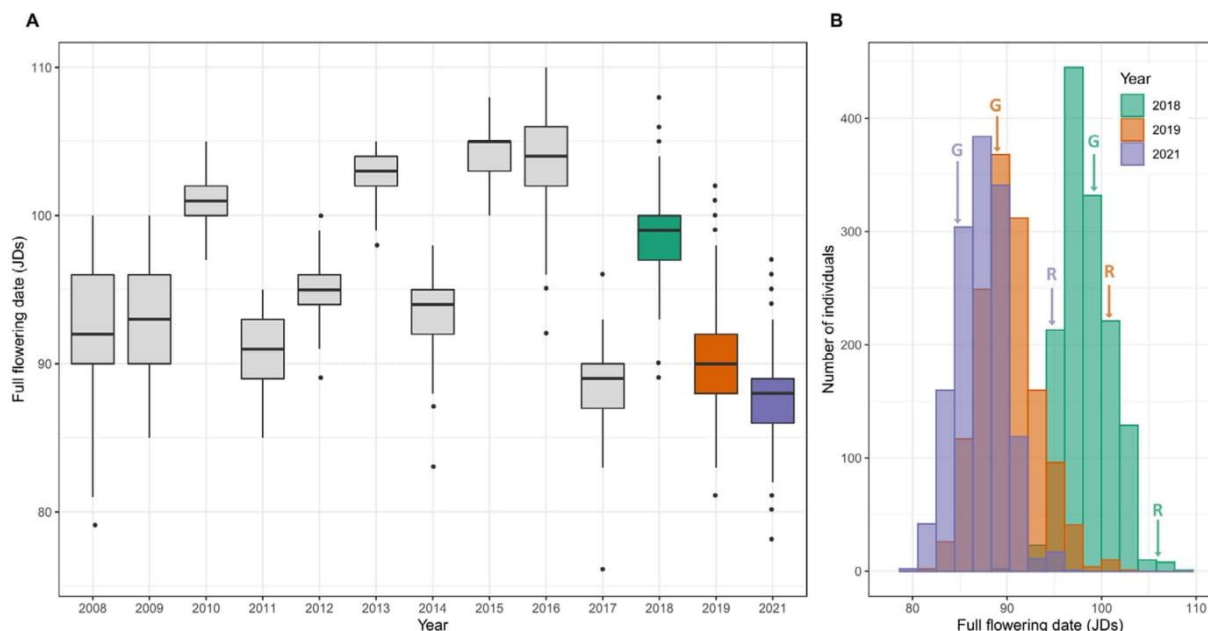 A
Full flowering date (JDs)
110
100
90
80
2008 2009 2010 2011 2012 2013 2014 2015 2016 2017 2018 2019 2021
Year
B
Number of individuals
400
300
200
100
0
Year
2018
2019
2021
G
G
G
R
R
R
80 90 100 110
Full flowering date (JDs)